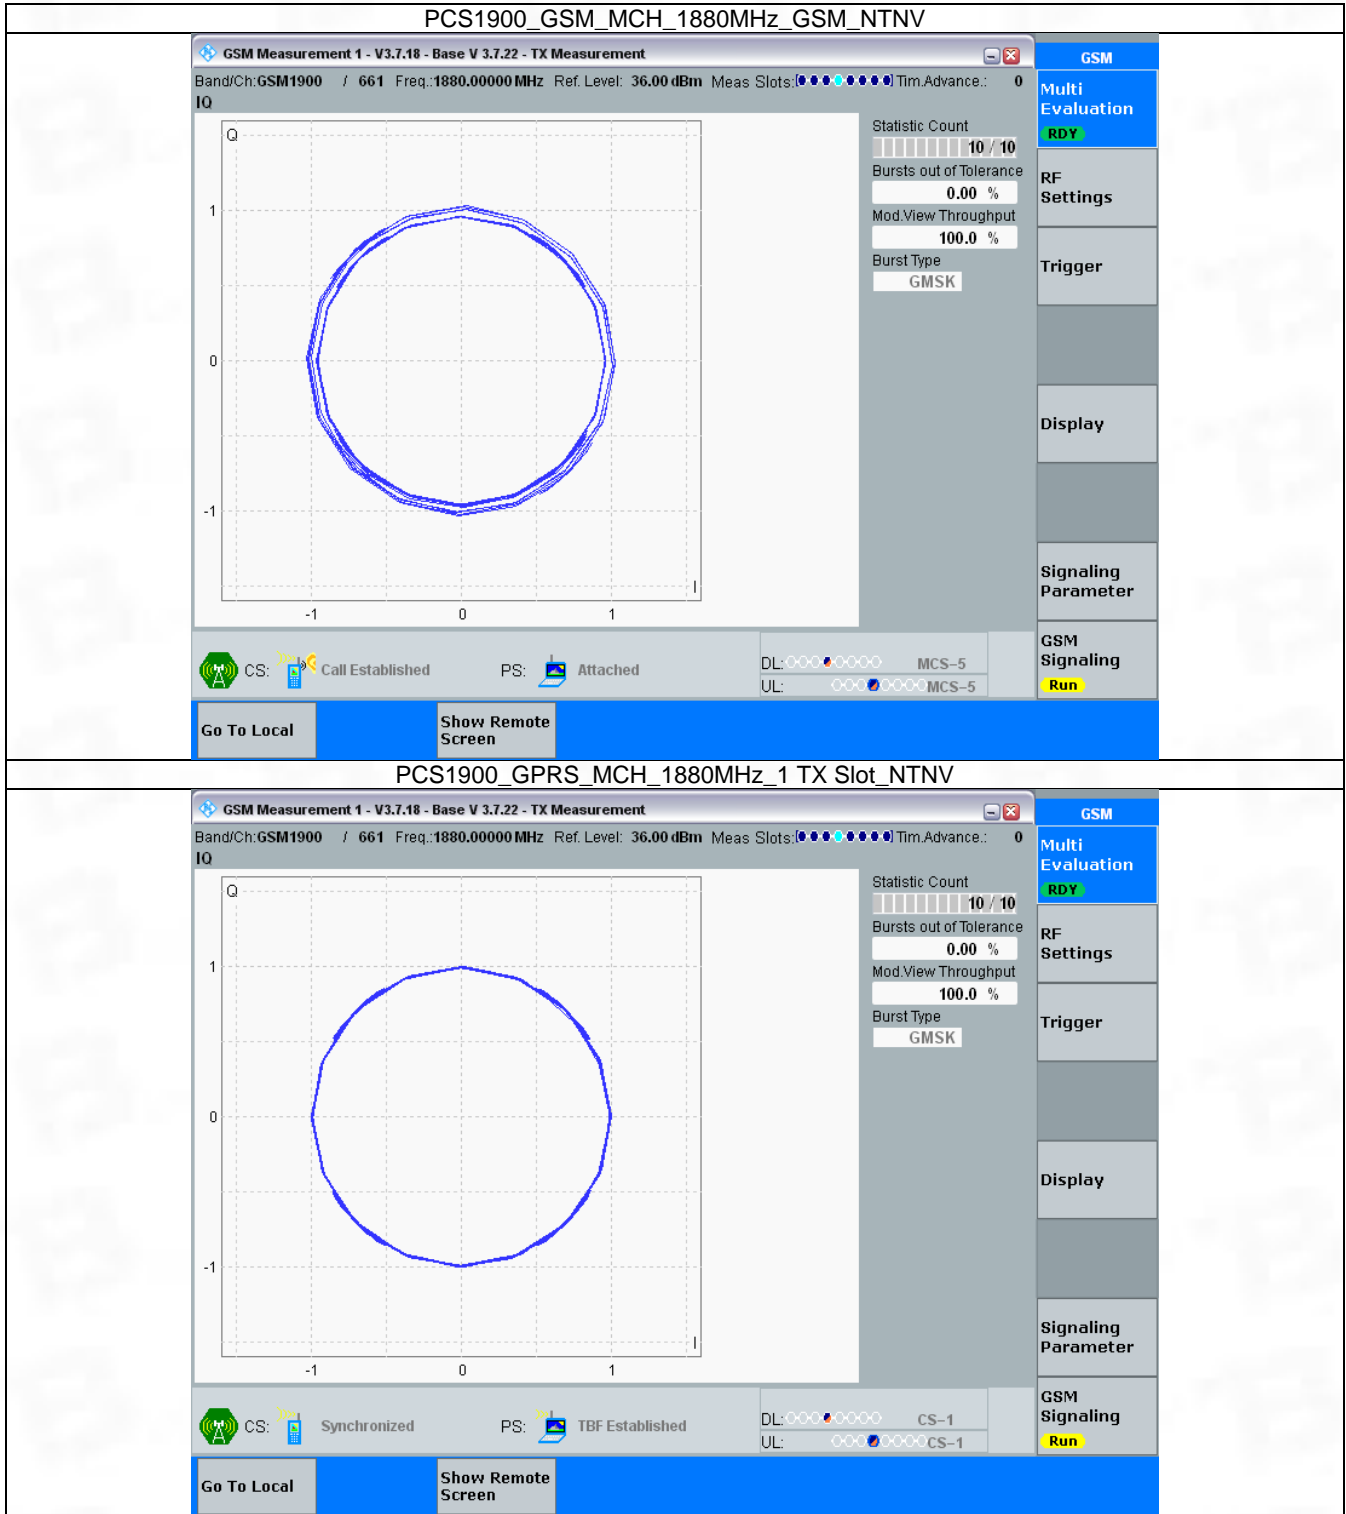 PCS1900_GSM_MCH_1880MHz_GSM_NTNV
GSM Measurement 1 - V3.7.18 - Base V 3.7.22 - TX Measurement
GSM
Band/Ch:GSM1900 / 661 Freq.:1880.00000 MHz Ref. Level: 36.00 dBm Meas Slots: Tim.Advance.: 0
IQ
Multi
Evaluation
RDY
Q
Statistic Count
10 / 10
Bursts out of Tolerance
0.00 %
Mod.View Throughput
100.0 %
Burst Type
GMSK
RF
Settings
Trigger
1
0
-1
I
-1 0 1
Display
Signaling
Parameter
CS: Call Established PS: Attached
DL: MCS-5
UL: MCS-5
GSM
Signaling
Run
Go To Local
Show Remote
Screen
PCS1900_GPRS_MCH_1880MHz_1 TX Slot_NTNV
GSM Measurement 1 - V3.7.18 - Base V 3.7.22 - TX Measurement
GSM
Band/Ch:GSM1900 / 661 Freq.:1880.00000 MHz Ref. Level: 36.00 dBm Meas Slots: Tim.Advance.: 0
IQ
Multi
Evaluation
RDY
Q
Statistic Count
10 / 10
Bursts out of Tolerance
0.00 %
Mod.View Throughput
100.0 %
Burst Type
GMSK
RF
Settings
Trigger
1
0
-1
I
-1 0 1
Display
Signaling
Parameter
CS: Synchronized PS: TBF Established
DL: CS-1
UL: CS-1
GSM
Signaling
Run
Go To Local
Show Remote
Screen